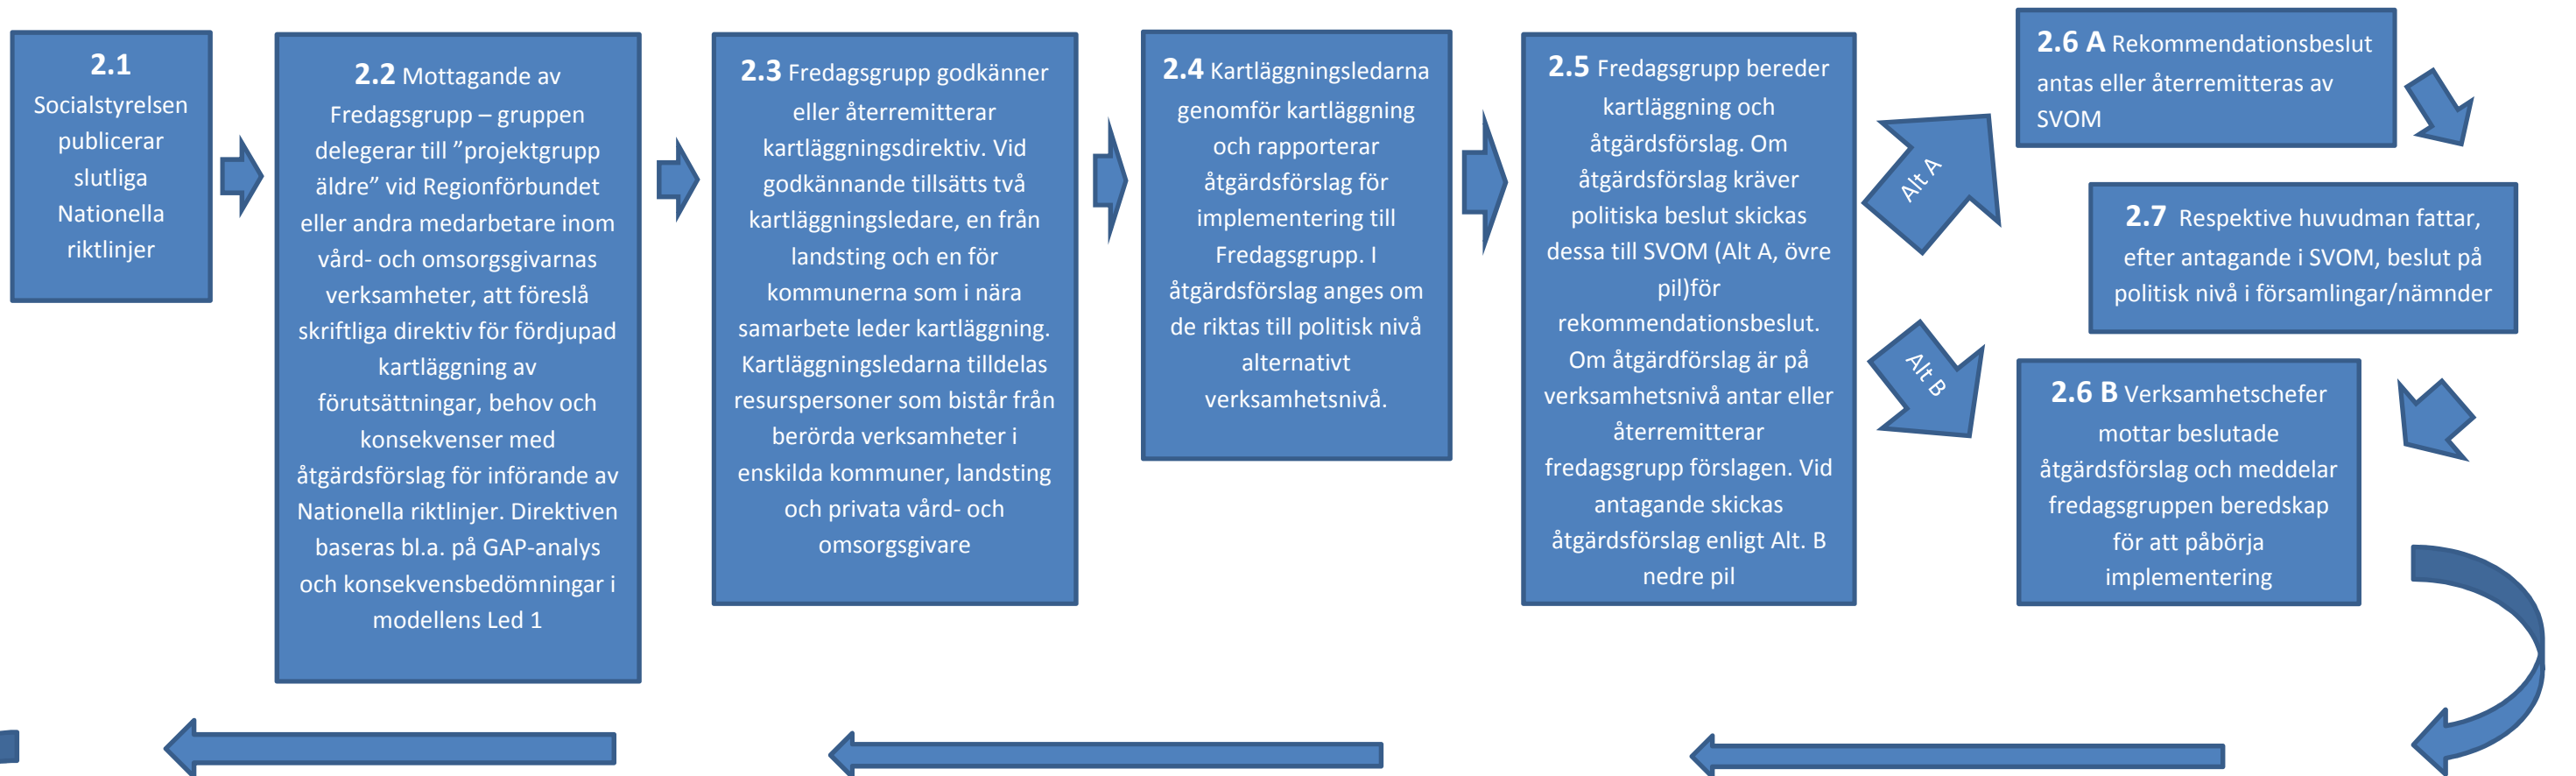 2.1
Socialstyrelsen
publicerar
slutliga
Nationella
riktlinjer
2.2 Mottagande av
Fredagsgrupp – gruppen
delegerar till ”projektgrupp
äldre” vid Regionförbundet
eller andra medarbetare inom
vård- och omsorgsgivarnas
verksamheter, att föreslå
skriftliga direktiv för fördjupad
kartläggning av
förutsättningar, behov och
konsekvenser med
åtgärdsförslag för införande av
Nationella riktlinjer. Direktiven
baseras bl.a. på GAP-analys
och konsekvensbedömningar i
modellens Led 1
2.3 Fredagsgrupp godkänner
eller återremitterar
kartläggningsdirektiv. Vid
godkännande tillsätts två
kartläggningsledare, en från
landsting och en för
kommunerna som i nära
samarbete leder kartläggning.
Kartläggningsledarna tilldelas
resurspersoner som bistår från
berörda verksamheter i
enskilda kommuner, landsting
och privata vård- och
omsorgsgivare
2.4 Kartläggningsledarna
genomför kartläggning
och rapporterar
åtgärdsförslag för
implementering till
Fredagsgrupp. I
åtgärdsförslag anges om
de riktas till politisk nivå
alternativt
verksamhetsnivå.
2.5 Fredagsgrupp bereder
kartläggning och
åtgärdsförslag. Om
åtgärdsförslag kräver
politiska beslut skickas
dessa till SVOM (Alt A, övre
pil)för
rekommendationsbeslut.
Om åtgärdförslag är på
verksamhetsnivå antar eller
återremitterar
fredagsgrupp förslagen. Vid
antagande skickas
åtgärdsförslag enligt Alt. B
nedre pil
Alt A
Alt B
2.6 A Rekommendationsbeslut
antas eller återremitteras av
SVOM
2.7 Respektive huvudman fattar,
efter antagande i SVOM, beslut på
politisk nivå i församlingar/nämnder
2.6 B Verksamhetschefer
mottar beslutade
åtgärdsförslag och meddelar
fredagsgruppen beredskap
för att påbörja
implementering